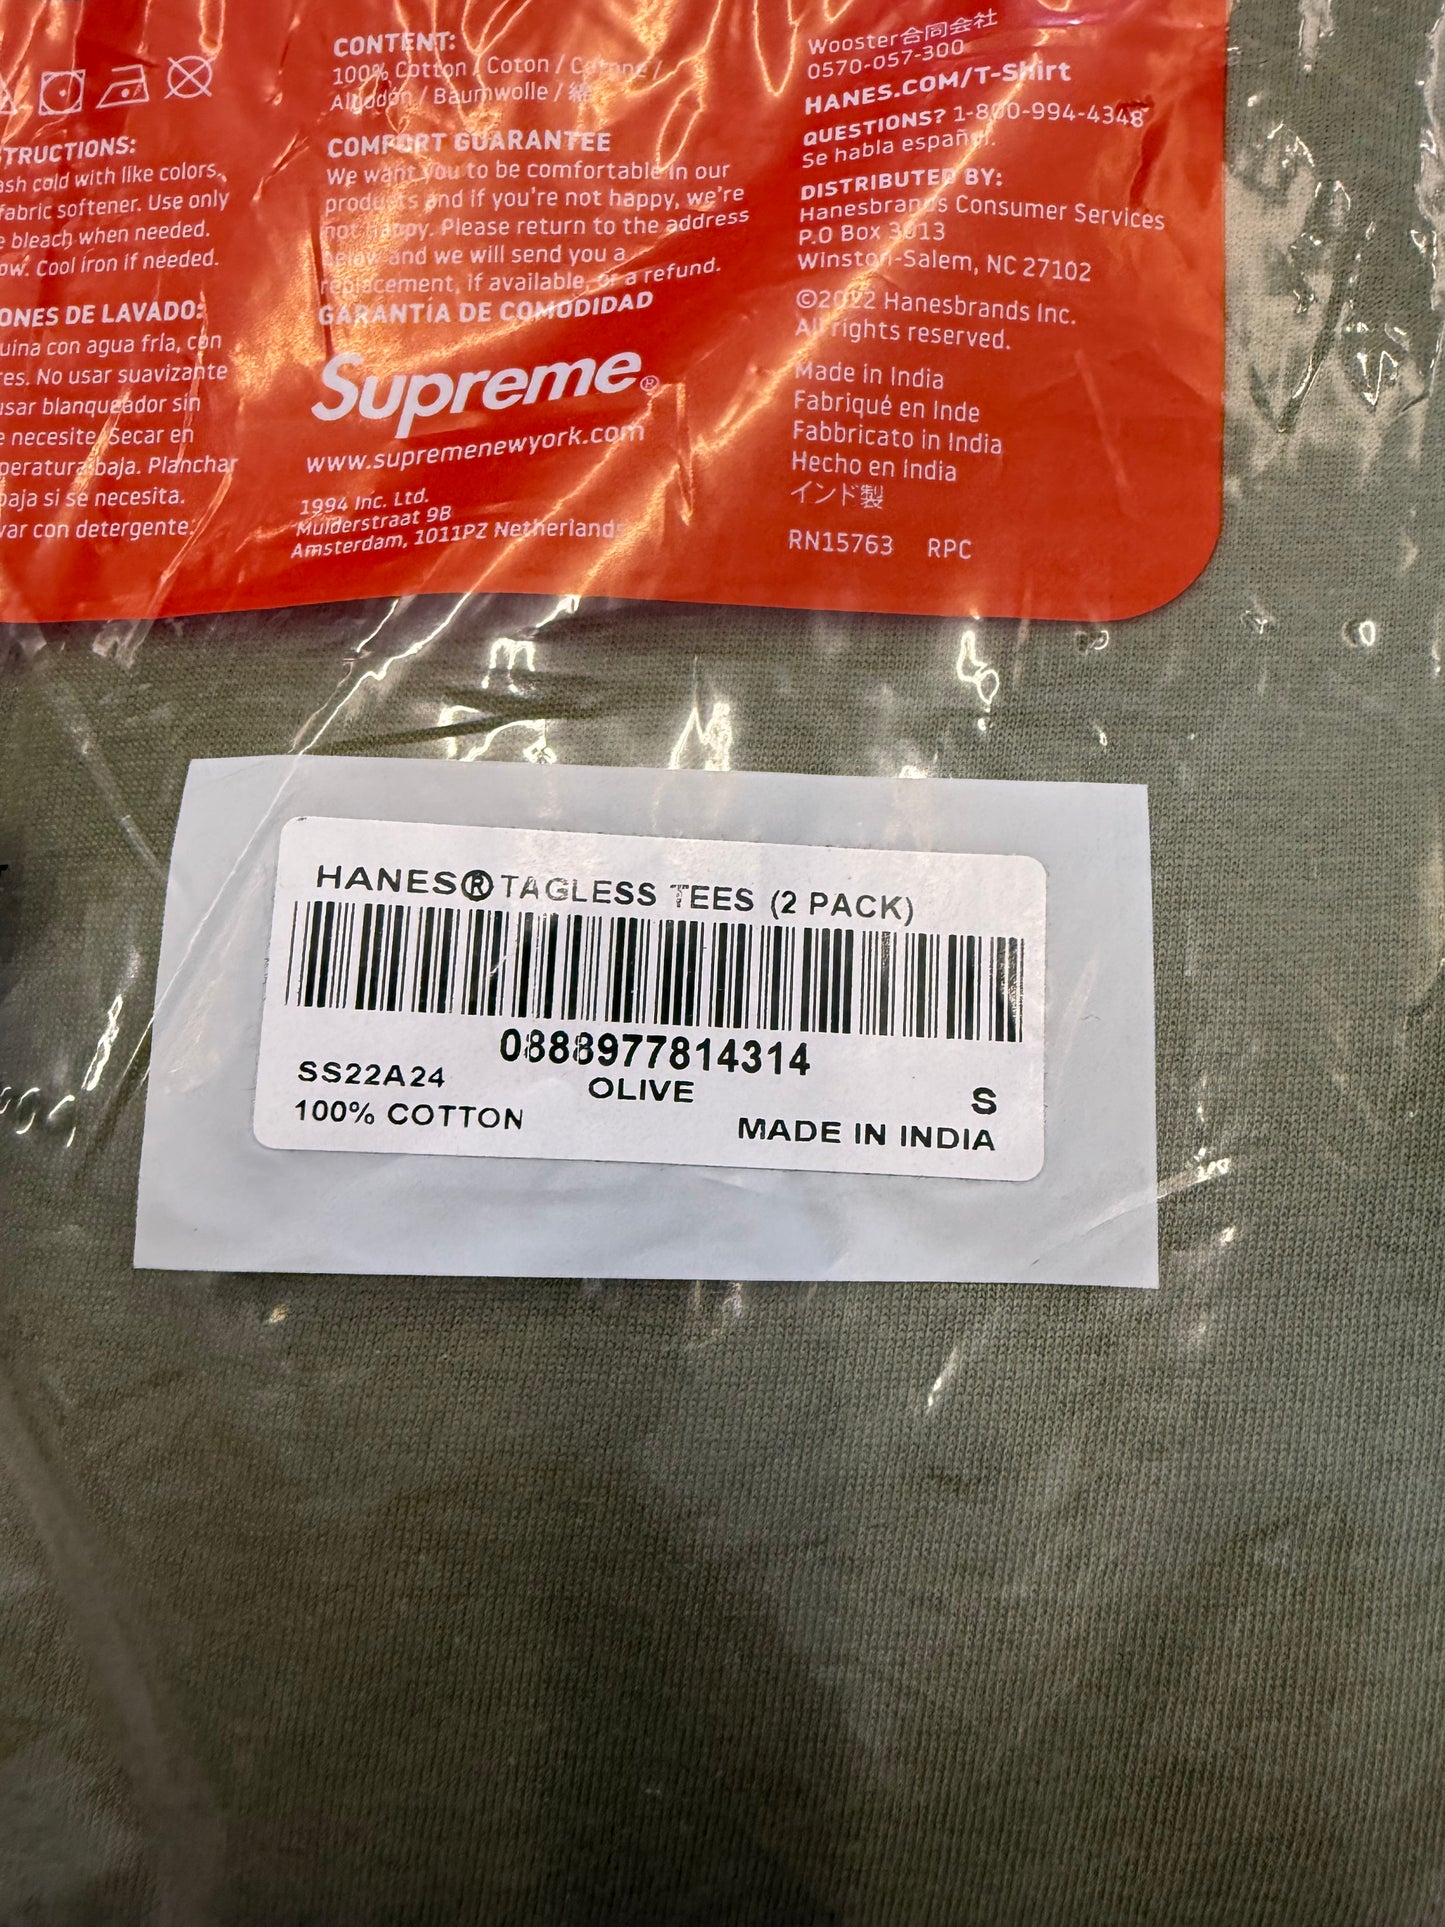 CONTENT:
100% Cotton / Coton / Cotone /
Algodón / Baumwolle / 綿
COMFORT GUARANTEE
We want you to be comfortable in our
products and if you're not happy, we're
not happy. Please return to the address
below and we will send you a
replacement, if available, or a refund.
GARANTÍA DE COMODIDAD
Supreme®
www.supremenewyork.com
1994 Inc. Ltd.
Muiderstraat 9B
Amsterdam, 1011PZ Netherlands
TRUCTIONS:
ash cold with like colors.
fabric softener. Use only
e bleach when needed.
ow. Cool iron if needed.
ONES DE LAVADO:
uina con agua fría, con
res. No usar suavizante
usar blanqueador sin
e necesite. Secar en
peratura baja. Planchar
baja si se necesita.
var con detergente.
Wooster合同会社
0570-057-300
HANES.COM/T-Shirt
QUESTIONS? 1-800-994-4348
Se habla español.
DISTRIBUTED BY:
Hanesbrands Consumer Services
P.O Box 3013
Winston-Salem, NC 27102
©2022 Hanesbrands Inc.
All rights reserved.
Made in India
Fabriqué en Inde
Fabbricato in India
Hecho en India
インド製
RN15763 RPC
HANES® TAGLESS TEES (2 PACK)
0888977814314
SS22A24 OLIVE S
100% COTTON MADE IN INDIA